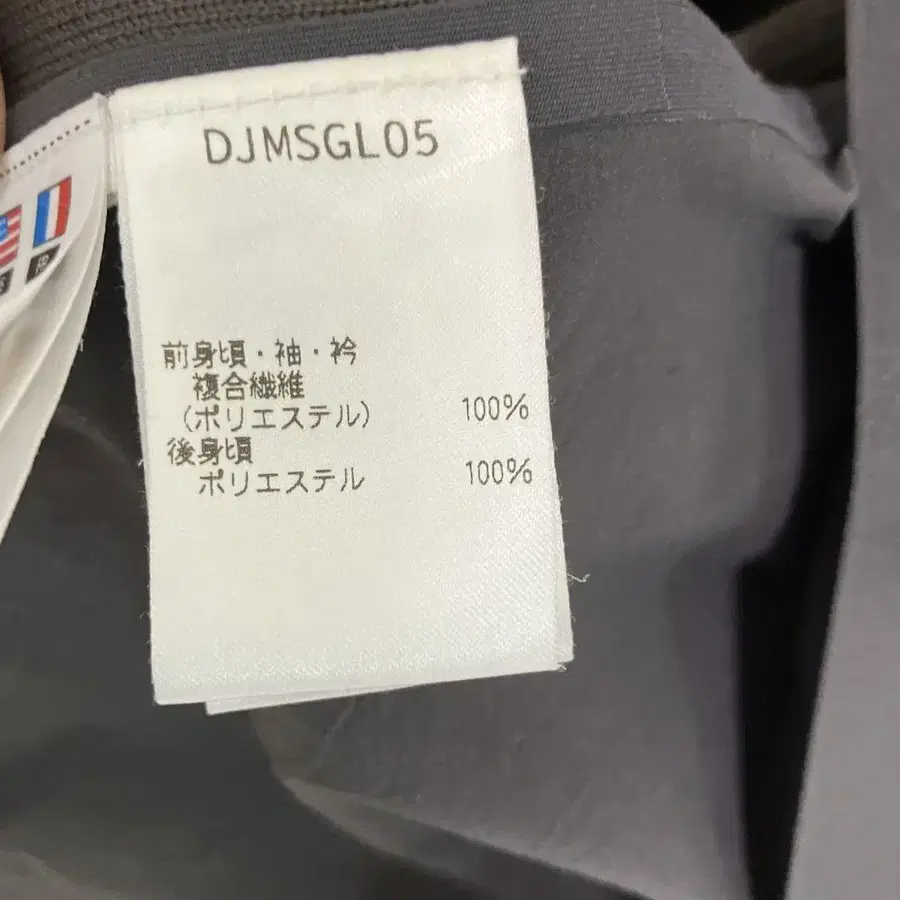 DJMSGL05
前身頃・袖・衿
複合繊維
(ポリエステル) 100%
後身頃
ポリエステル 100%